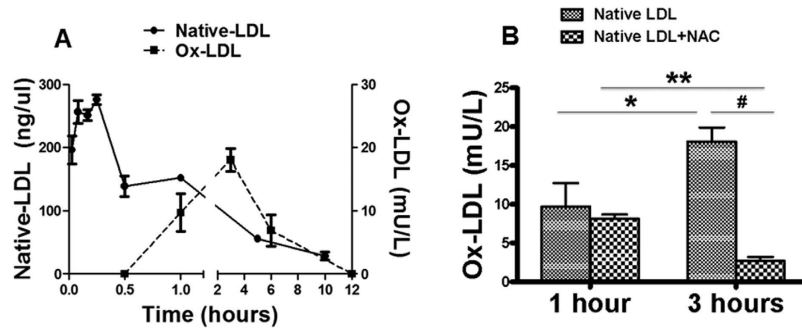 A
Native-LDL
Ox-LDL
Native-LDL (ng/ul)
300
200
100
0
Ox-LDL (mU/L)
30
20
10
0
0.0 0.5 1.0 2 4 6 8 10 12
Time (hours)
B
Native LDL
Native LDL+NAC
Ox-LDL (mU/L)
25
20
15
10
5
0
**
* #
1 hour 3 hours